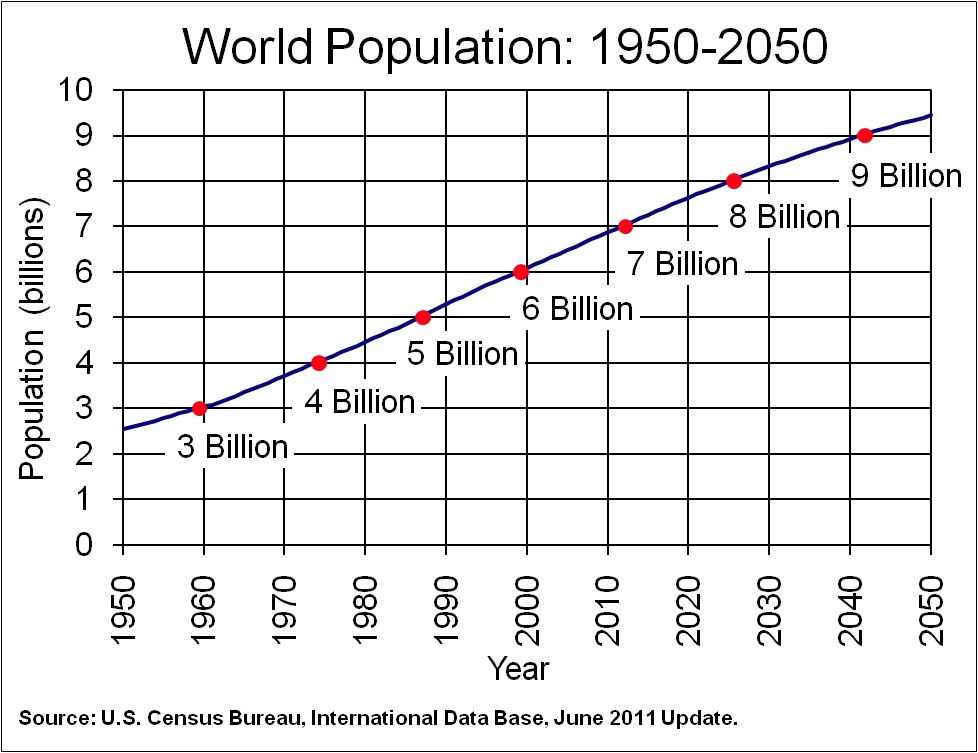 World Population: 1950-2050
Population (billions)
10
9
8
7
6
5
4
3
2
1
0
9 Billion
8 Billion
7 Billion
6 Billion
5 Billion
4 Billion
3 Billion
1950 1960 1970 1980 1990 2000 2010 2020 2030 2040 2050
Year
Source: U.S. Census Bureau, International Data Base, June 2011 Update.